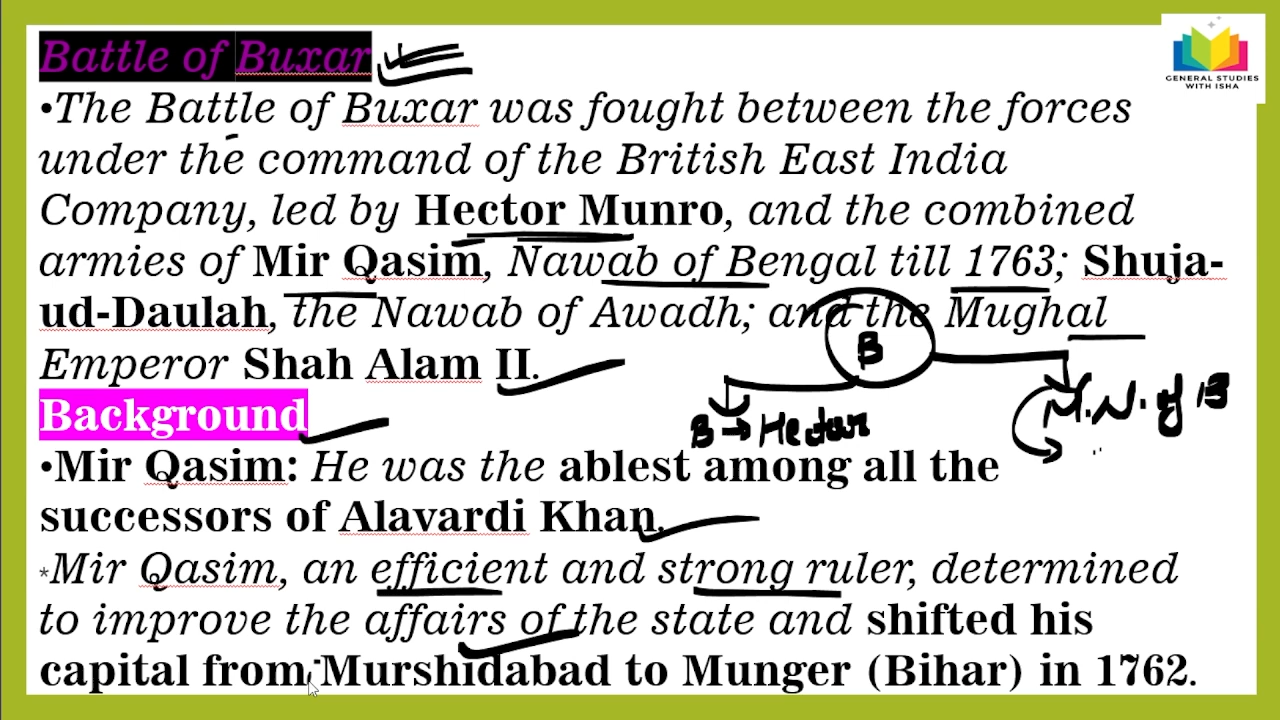 Battle of Buxar
GENERAL STUDIES
WITH ISHA
•The Battle of Buxar was fought between the forces
under the command of the British East India
Company, led by Hector Munro, and the combined
armies of Mir Qasim, Nawab of Bengal till 1763; Shuja-
ud-Daulah, the Nawab of Awadh; and the Mughal
Emperor Shah Alam II.
B
B → Hector
M.N. of B
Background
•Mir Qasim: He was the ablest among all the
successors of Alavardi Khan.
*Mir Qasim, an efficient and strong ruler, determined
to improve the affairs of the state and shifted his
capital from Murshidabad to Munger (Bihar) in 1762.